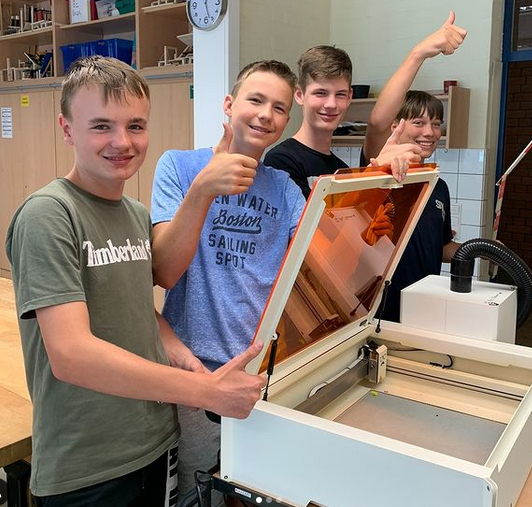 Timberland
EN WATER
Boston
SAILING
SPOT